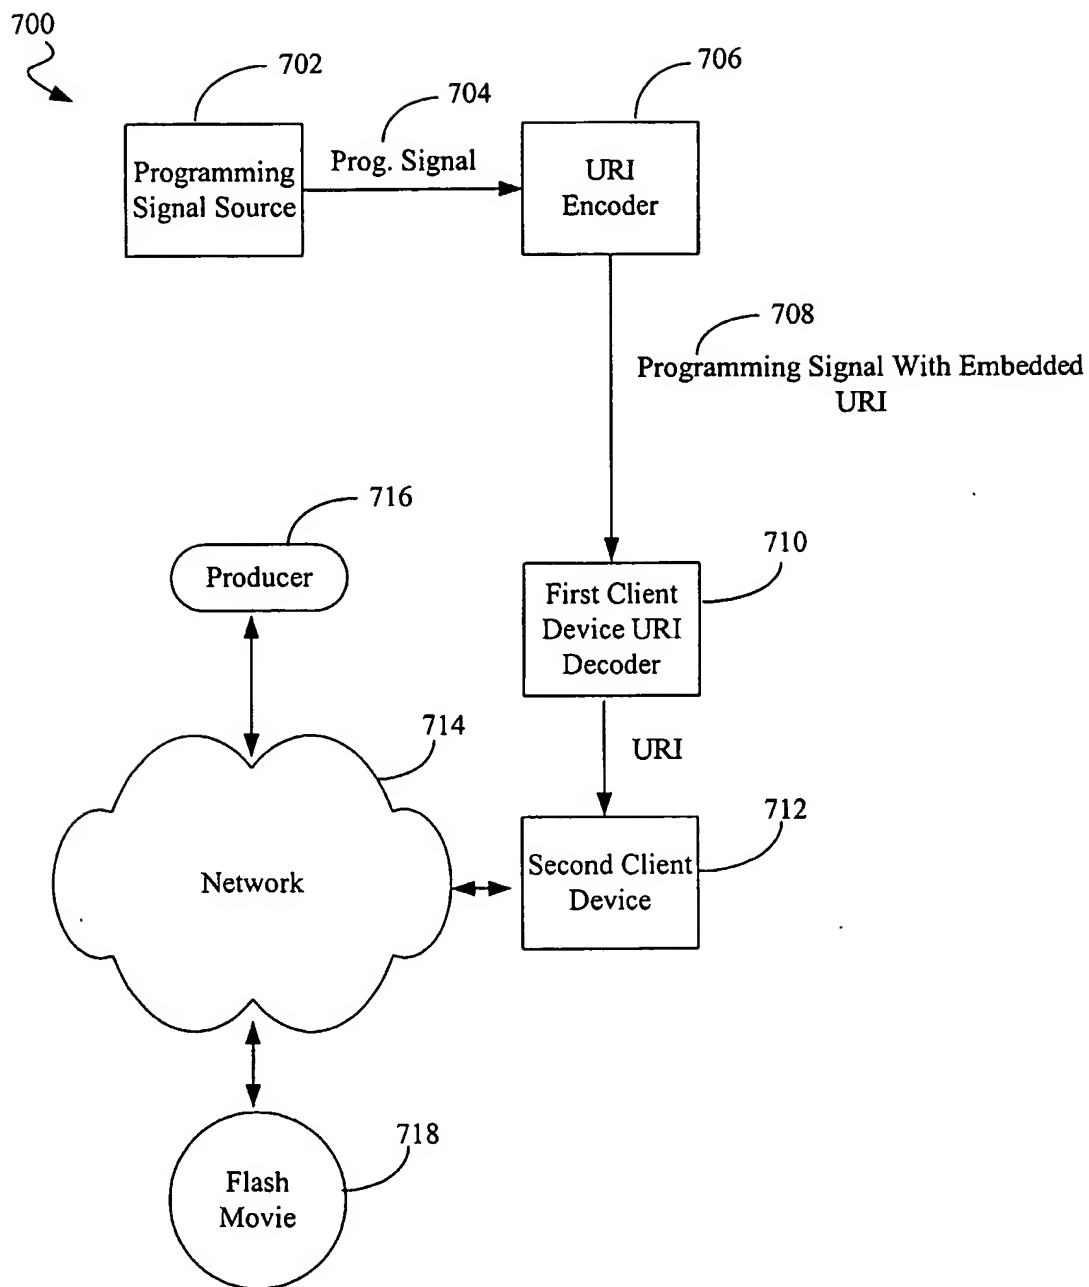 700
702
704
706
Programming
Signal Source
Prog. Signal
URI
Encoder
708
Programming Signal With Embedded
URI
716
Producer
710
First Client
Device URI
Decoder
714
URI
712
Network
Second Client
Device
718
Flash
Movie